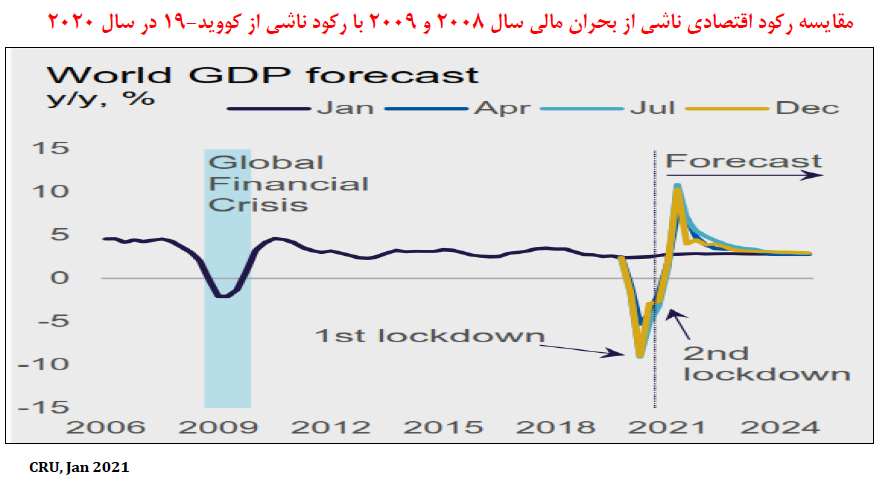 مقایسه رکود اقتصادی ناشی از بحران مالی سال ۲۰۰۸ و ۲۰۰۹ با رکود ناشی از کووید-۱۹ در سال ۲۰۲۰
World GDP forecast
y/y, %
Jan Apr Jul Dec
15
Global Financial Crisis
Forecast
10
5
0
-5
1st lockdown
2nd lockdown
-10
-15
2006 2009 2012 2015 2018 2021 2024
CRU, Jan 2021